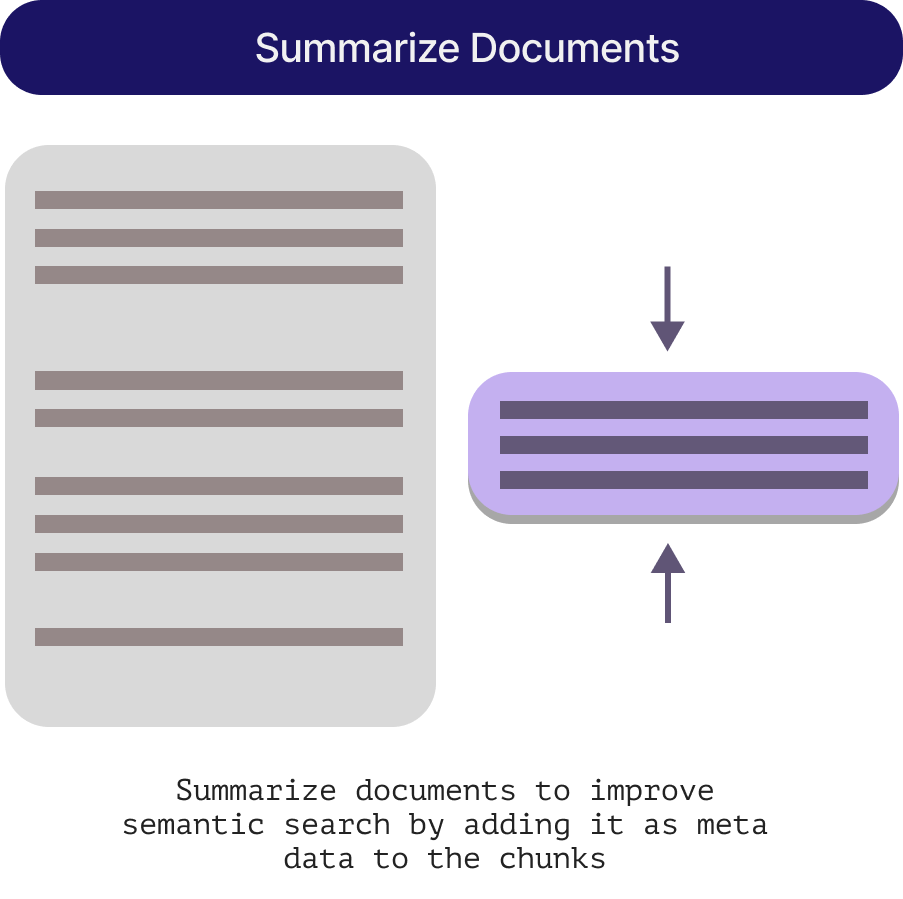 Summarize Documents
Summarize documents to improve
semantic search by adding it as meta
data to the chunks